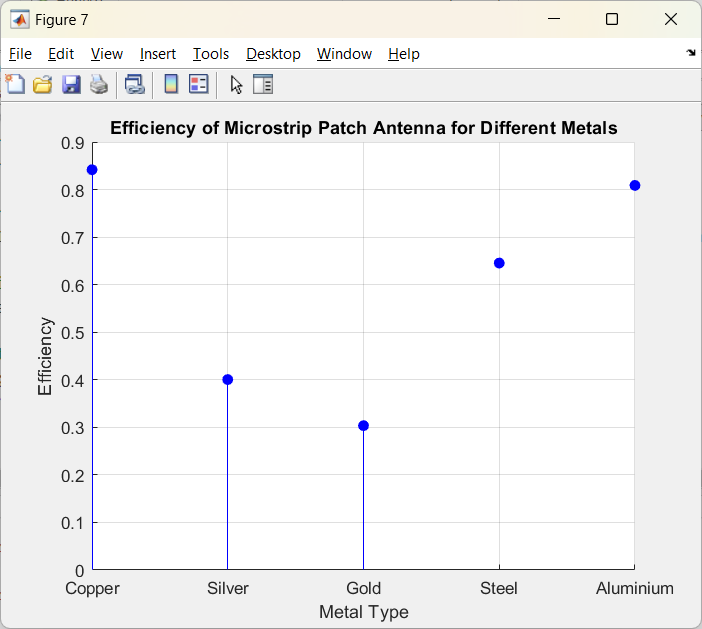 Figure 7
File Edit View Insert Tools Desktop Window Help
Efficiency of Microstrip Patch Antenna for Different Metals
0.9
0.8
0.7
0.6
0.5
0.4
0.3
0.2
0.1
0
Efficiency
Copper Silver Gold Steel Aluminium
Metal Type